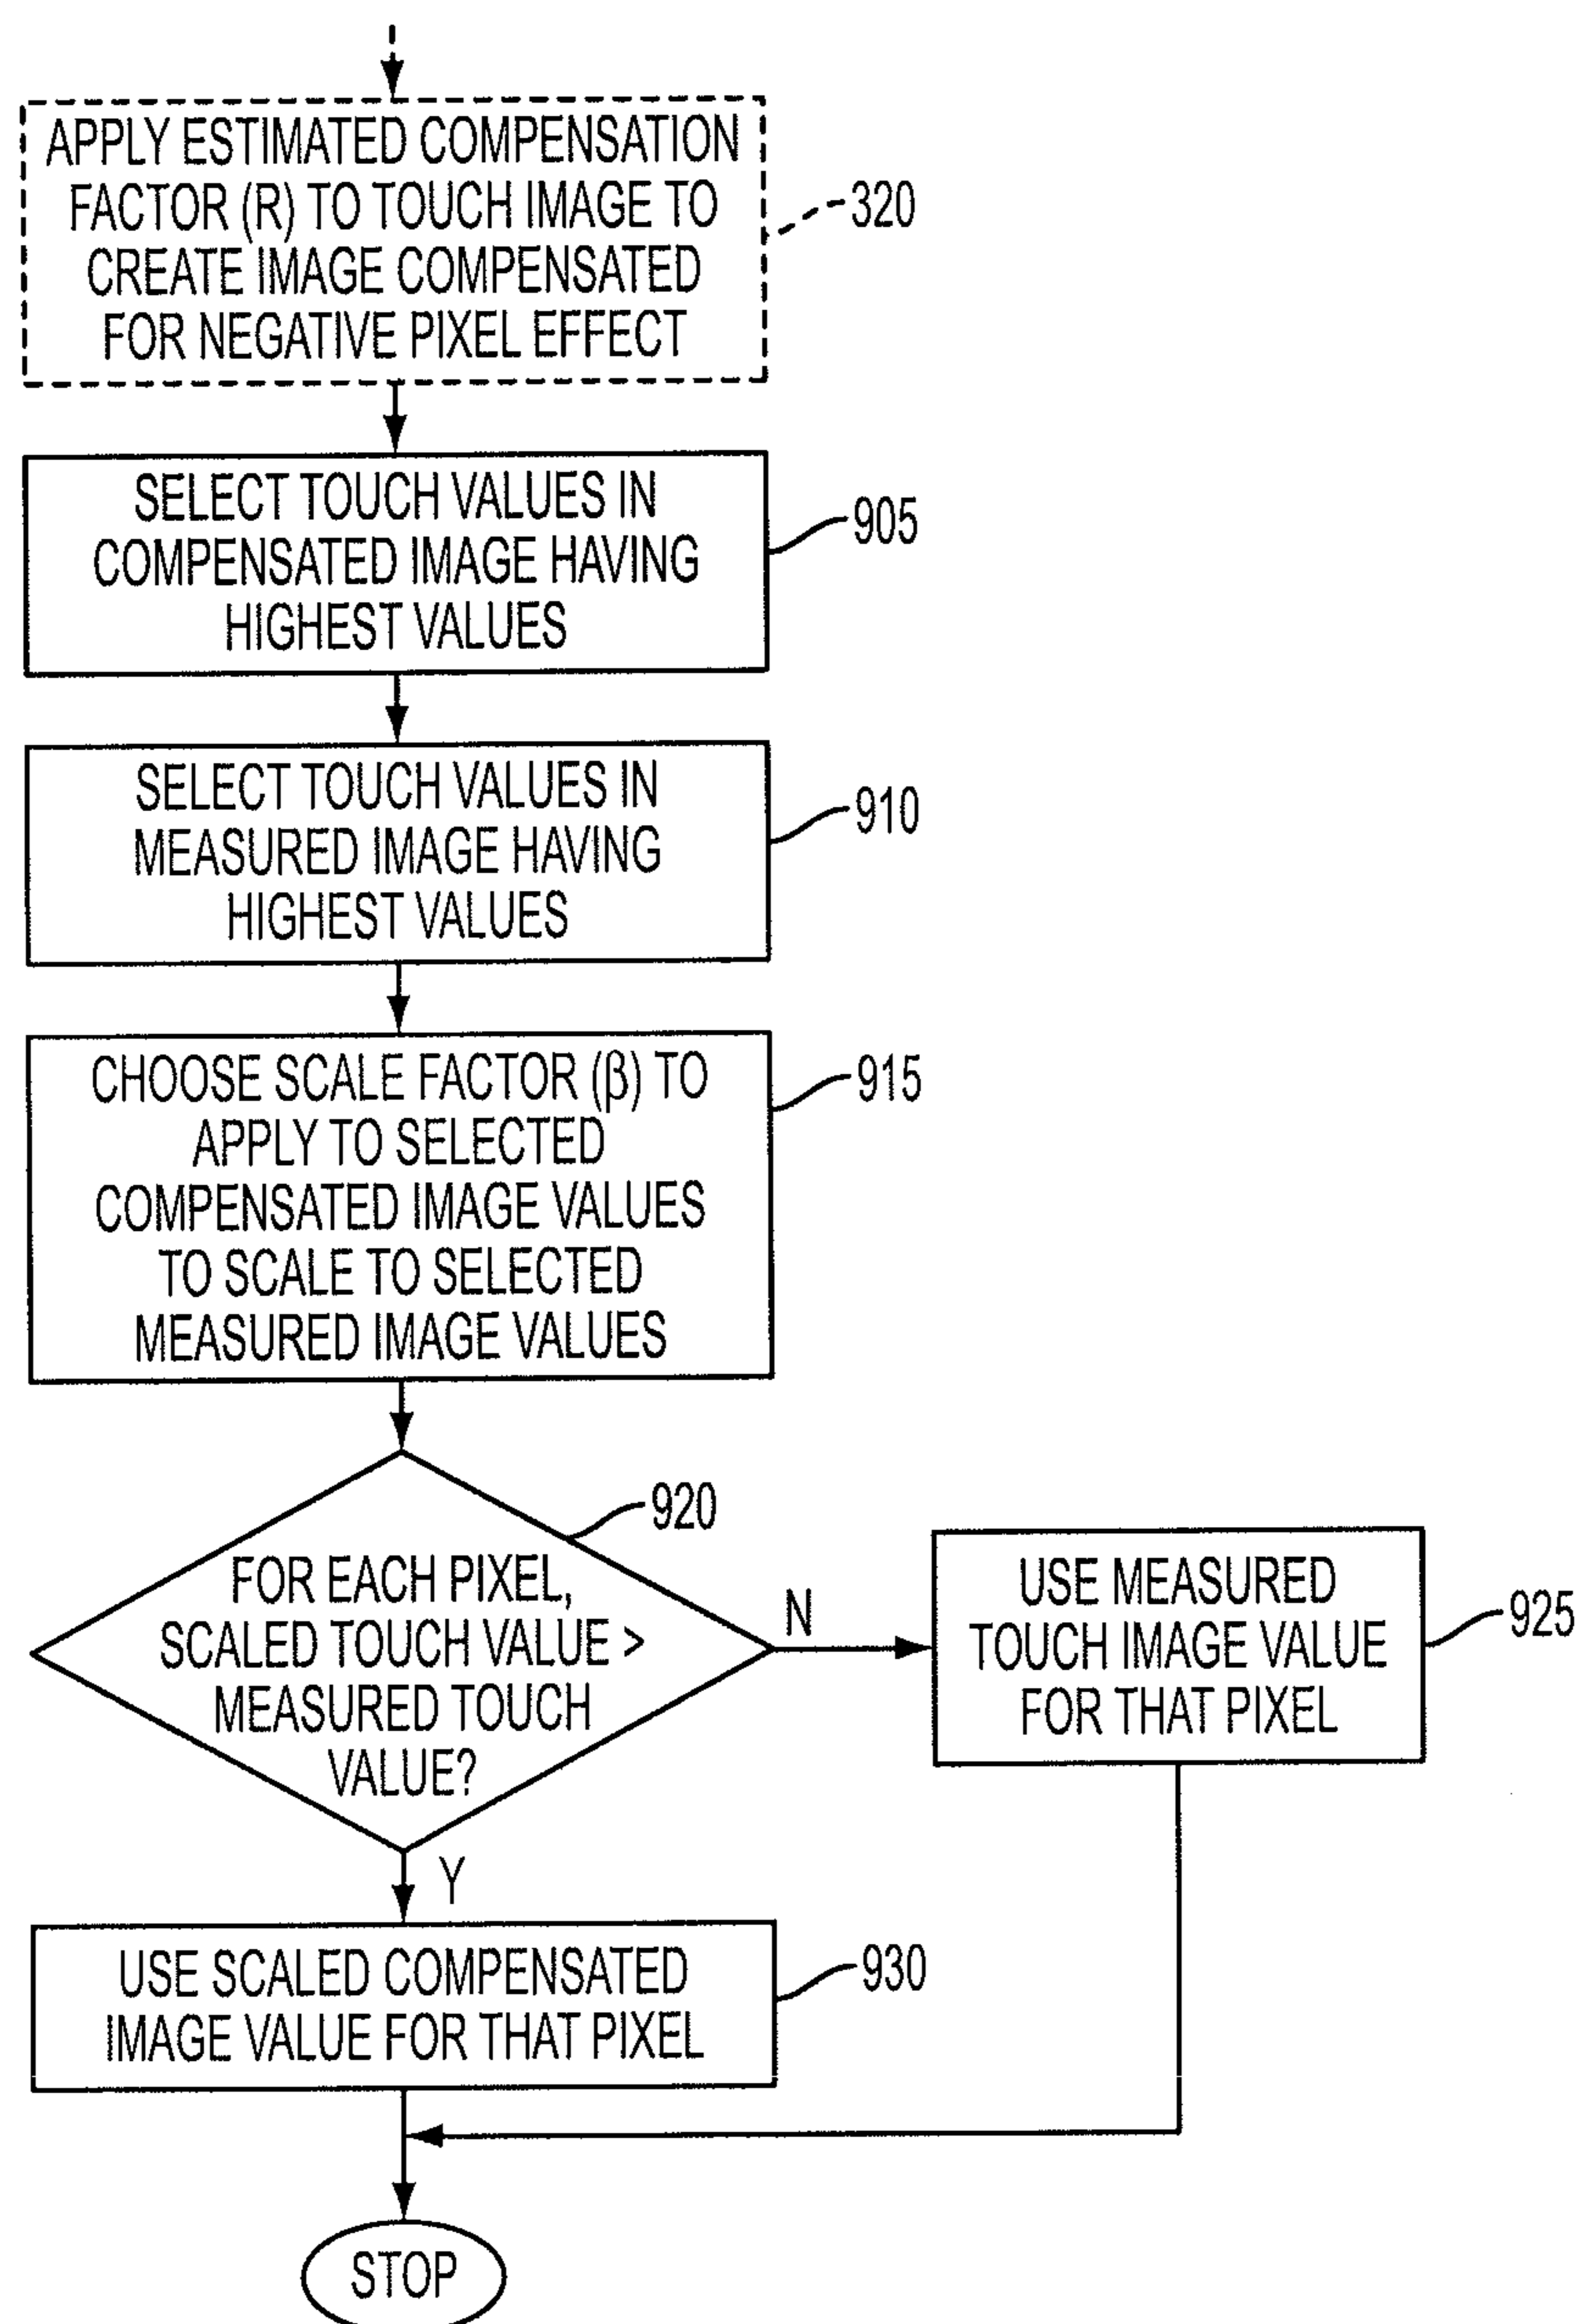 APPLY ESTIMATED COMPENSATION
FACTOR (R) TO TOUCH IMAGE TO
CREATE IMAGE COMPENSATED
FOR NEGATIVE PIXEL EFFECT
320
SELECT TOUCH VALUES IN
COMPENSATED IMAGE HAVING
HIGHEST VALUES
905
SELECT TOUCH VALUES IN
MEASURED IMAGE HAVING
HIGHEST VALUES
910
CHOOSE SCALE FACTOR (β) TO
APPLY TO SELECTED
COMPENSATED IMAGE VALUES
TO SCALE TO SELECTED
MEASURED IMAGE VALUES
915
FOR EACH PIXEL,
SCALED TOUCH VALUE >
MEASURED TOUCH
VALUE?
920
N
USE MEASURED
TOUCH IMAGE VALUE
FOR THAT PIXEL
925
Y
USE SCALED COMPENSATED
IMAGE VALUE FOR THAT PIXEL
930
STOP